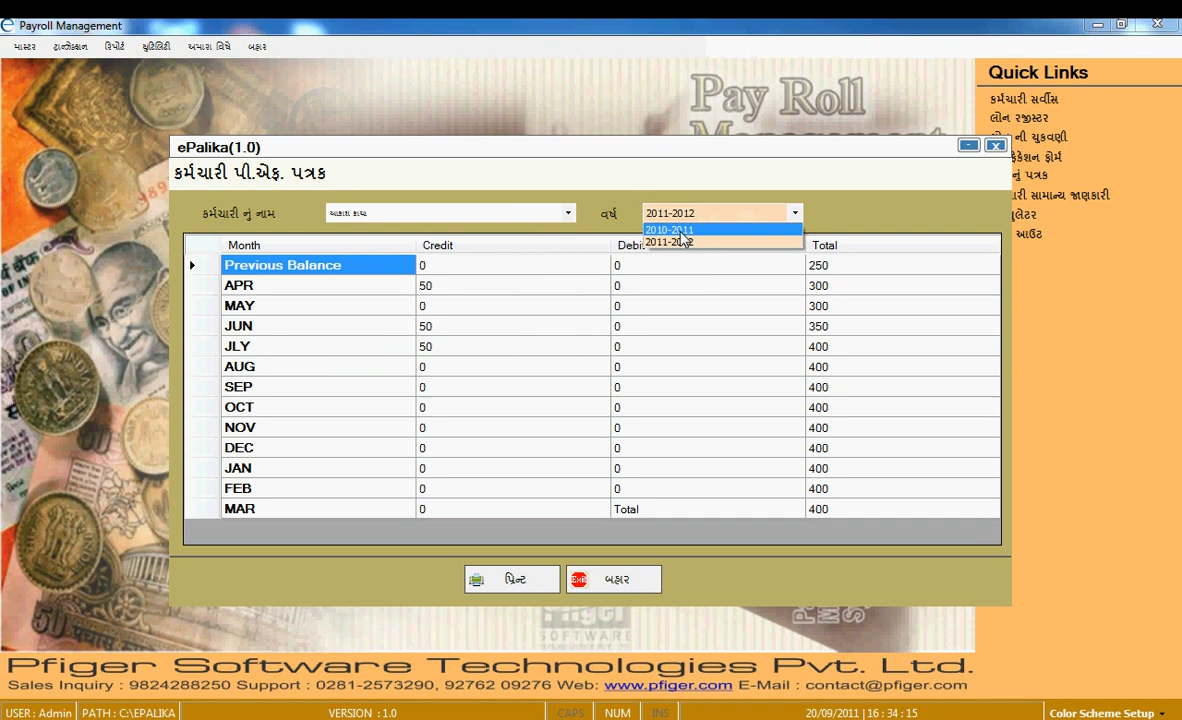 Payroll Management
માસ્ટર ટ્રાન્ઝેક્શન રિપોર્ટ યુટિલિટી અમારા વિષે બહાર
Pay Roll
Quick Links
કર્મચારી સર્વીસ
લોન રજીસ્ટર
ની ચુકવણી
ફોર્મ
નું પત્રક
સામાન્ય જાણકારી
ePalika(1.0)
કર્મચારી પી.એફ. પત્રક
કર્મચારી નું નામ
વર્ષ 2011-2012
2010-2011
Month Credit Total
Previous Balance 0 0 250
APR 50 0 300
MAY 0 0 300
JUN 50 0 350
JLY 50 0 400
AUG 0 0 400
SEP 0 0 400
OCT 0 0 400
NOV 0 0 400
DEC 0 0 400
JAN 0 0 400
FEB 0 0 400
MAR 0 Total 400
પ્રિન્ટ Exit બહાર
SOFTWARE
Pfiger Software Technologies Pvt. Ltd.
Sales Inquiry : 9824288250 Support : 0281-2573290, 92762 09276 Web: www.pfiger.com E-Mail : contact@pfiger.com
USER : Admin PATH : C:\EPALIKA VERSION : 1.0 CAPS NUM INS 20/09/2011 | 16 : 34 : 15 Color Scheme Setup